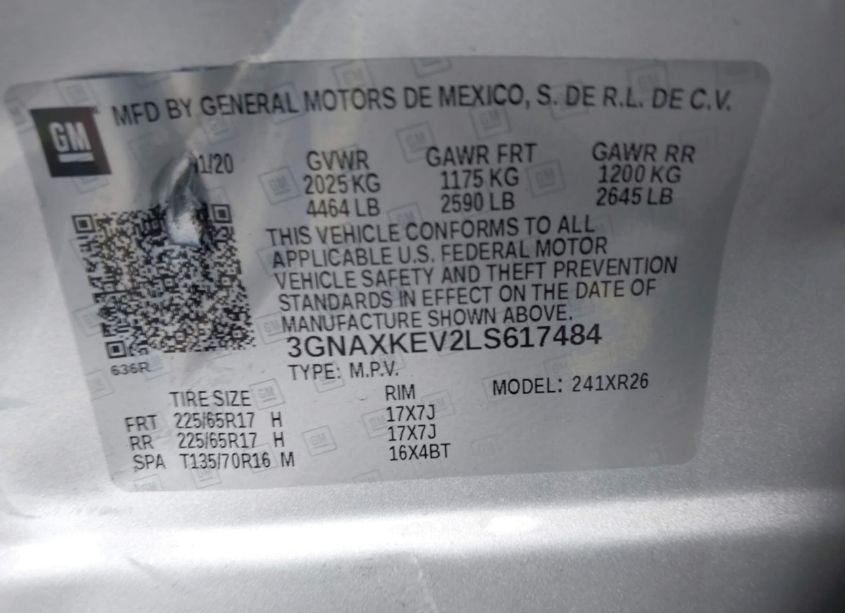 GM
MFD BY GENERAL MOTORS DE MEXICO, S. DE R.L. DE C.V.
1/20 GVWR GAWR FRT GAWR RR
2025 KG 1175 KG 1200 KG
4464 LB 2590 LB 2645 LB
THIS VEHICLE CONFORMS TO ALL
APPLICABLE U.S. FEDERAL MOTOR
VEHICLE SAFETY AND THEFT PREVENTION
STANDARDS IN EFFECT ON THE DATE OF
MANUFACTURE SHOWN ABOVE.
3GNAXKEV2LS617484
636R
TYPE: M.P.V. MODEL: 241XR26
TIRE SIZE RIM
FRT 225/65R17 H 17X7J
RR 225/65R17 H 17X7J
SPA T135/70R16 M 16X4BT